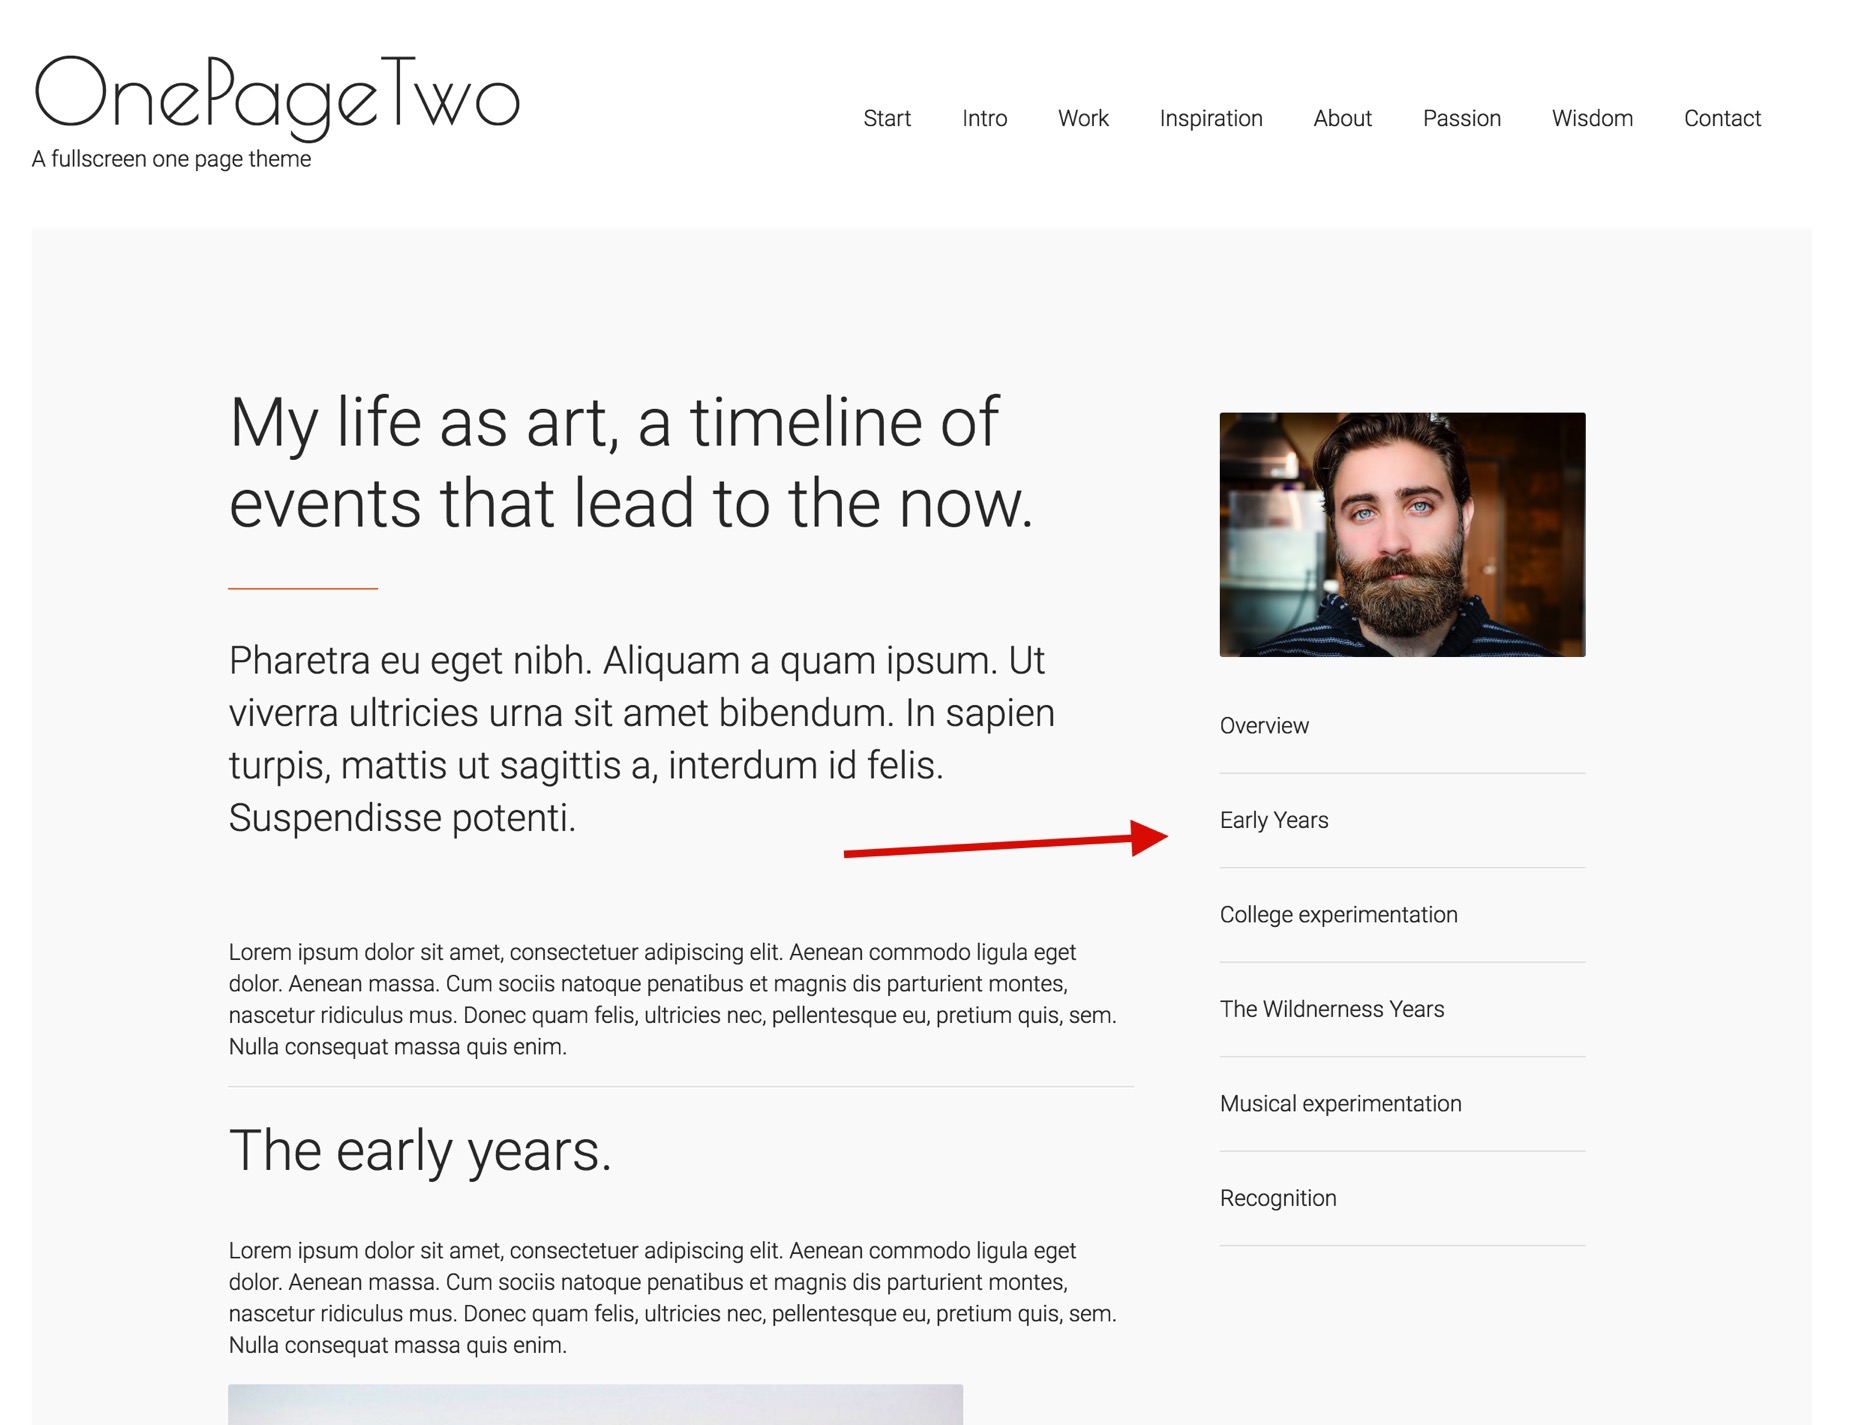 OnePageTwo
A fullscreen one page theme
Start Intro Work Inspiration About Passion Wisdom Contact
My life as art, a timeline of
events that lead to the now.
Pharetra eu eget nibh. Aliquam a quam ipsum. Ut
viverra ultricies urna sit amet bibendum. In sapien
turpis, mattis ut sagittis a, interdum id felis.
Suspendisse potenti.
Lorem ipsum dolor sit amet, consectetuer adipiscing elit. Aenean commodo ligula eget
dolor. Aenean massa. Cum sociis natoque penatibus et magnis dis parturient montes,
nascetur ridiculus mus. Donec quam felis, ultricies nec, pellentesque eu, pretium quis, sem.
Nulla consequat massa quis enim.
The early years.
Lorem ipsum dolor sit amet, consectetuer adipiscing elit. Aenean commodo ligula eget
dolor. Aenean massa. Cum sociis natoque penatibus et magnis dis parturient montes,
nascetur ridiculus mus. Donec quam felis, ultricies nec, pellentesque eu, pretium quis, sem.
Nulla consequat massa quis enim.
Overview
Early Years
College experimentation
The Wildnerness Years
Musical experimentation
Recognition